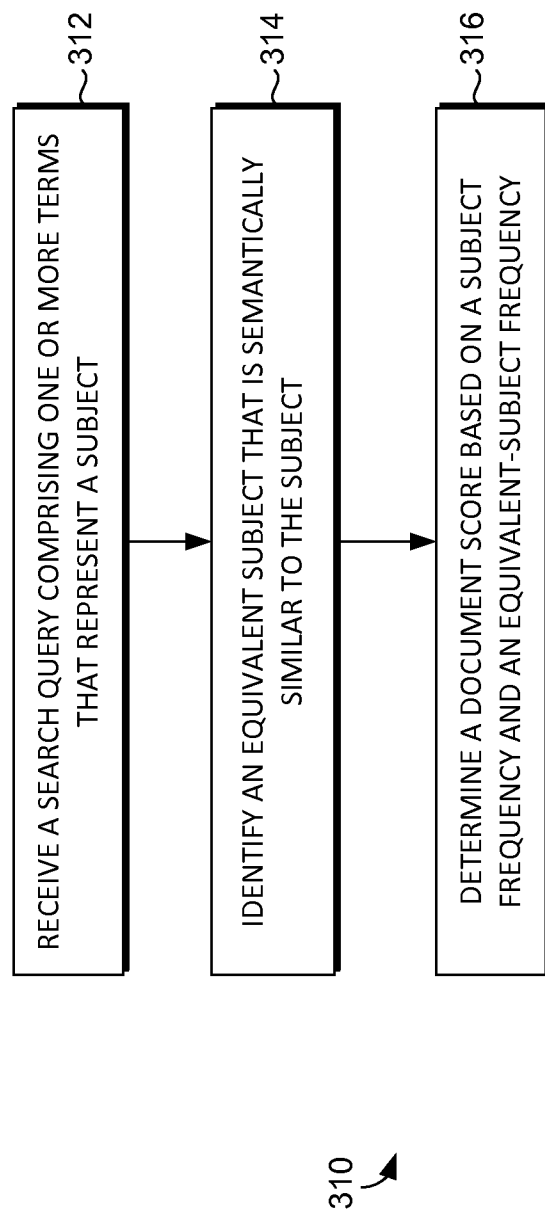 RECEIVE A SEARCH QUERY COMPRISING ONE OR MORE TERMS
THAT REPRESENT A SUBJECT
312
IDENTIFY AN EQUIVALENT SUBJECT THAT IS SEMANTICALLY
SIMILAR TO THE SUBJECT
314
DETERMINE A DOCUMENT SCORE BASED ON A SUBJECT
FREQUENCY AND AN EQUIVALENT-SUBJECT FREQUENCY
316
310